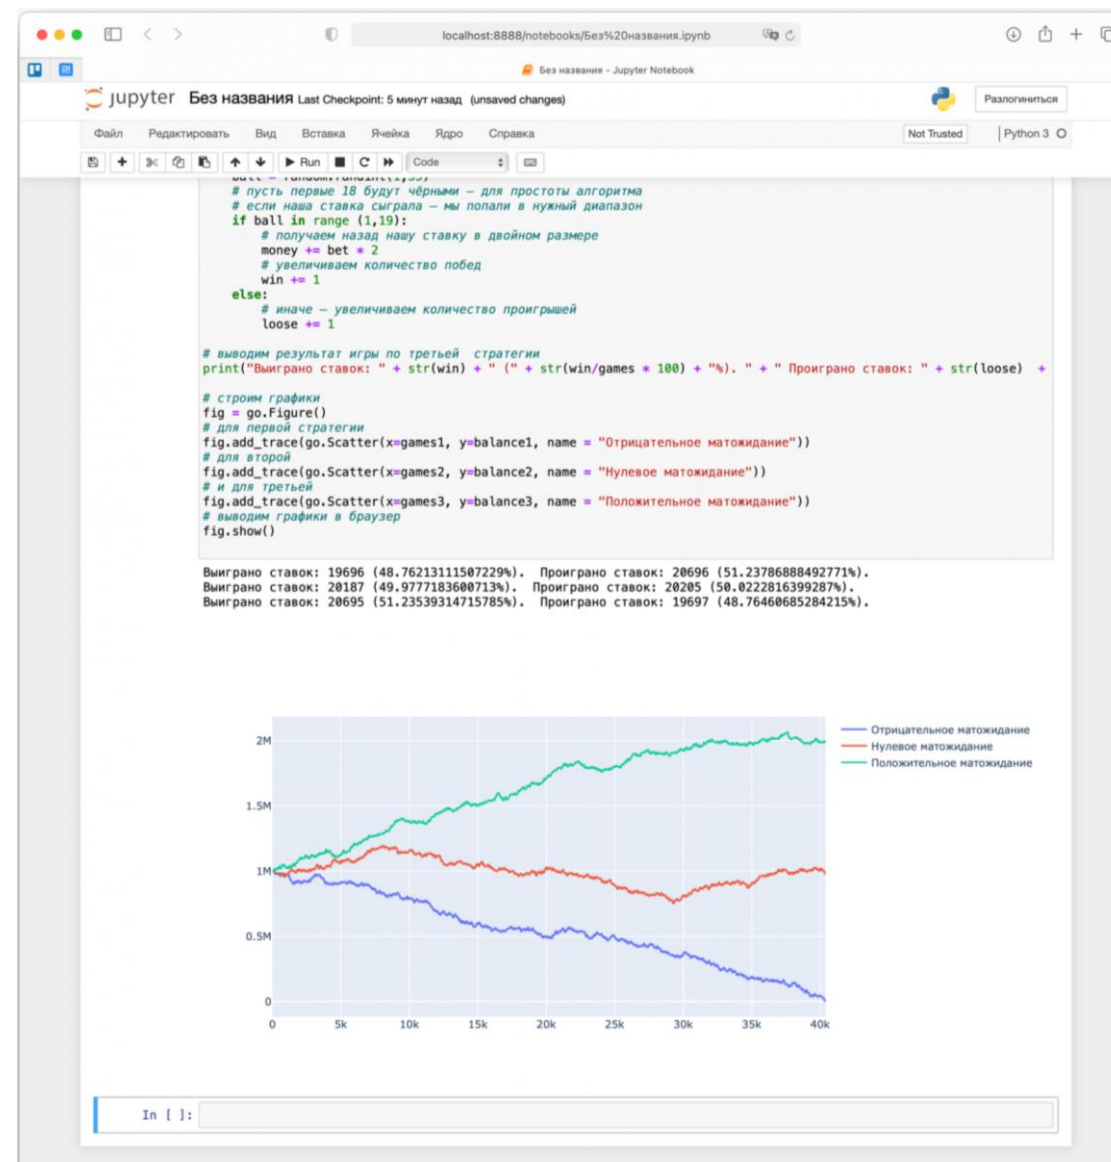 localhost:8888/notebooks/Без%20названия.ipynb
Без названия - Jupyter Notebook
jupyter Без названия Last Checkpoint: 5 минут назад (unsaved changes)
Разлогиниться
Файл Редактировать Вид Вставка Ячейка Ядро Справка
Not Trusted
Python 3
Run
Code
# пусть первые 18 будут чёрными — для простоты алгоритма
# если наша ставка сыграла — мы попали в нужный диапазон
if ball in range (1,19):
# получаем назад нашу ставку в двойном размере
money += bet * 2
# увеличиваем количество побед
win += 1
else:
# иначе — увеличиваем количество проигрышей
loose += 1
# выводим результат игры по третьей  стратегии
print("Выиграно ставок: " + str(win) + " (" + str(win/games * 100) + "%). " + " Проиграно ставок: " + str(loose)  +
# строим графики
fig = go.Figure()
# для первой стратегии
fig.add_trace(go.Scatter(x=games1, y=balance1, name = "Отрицательное матожидание"))
# для второй
fig.add_trace(go.Scatter(x=games2, y=balance2, name = "Нулевое матожидание"))
# и для третьей
fig.add_trace(go.Scatter(x=games3, y=balance3, name = "Положительное матожидание"))
# выводим графики в браузер
fig.show()
Выиграно ставок: 19696 (48.76213111507229%).  Проиграно ставок: 20696 (51.23786888492771%).
Выиграно ставок: 20187 (49.9777183600713%).  Проиграно ставок: 20205 (50.0222816399287%).
Выиграно ставок: 20695 (51.23539314715785%).  Проиграно ставок: 19697 (48.76460685284215%).
Отрицательное матожидание
Нулевое матожидание
Положительное матожидание
2M
1.5M
1M
0.5M
0
0 5k 10k 15k 20k 25k 30k 35k 40k
In [ ]: